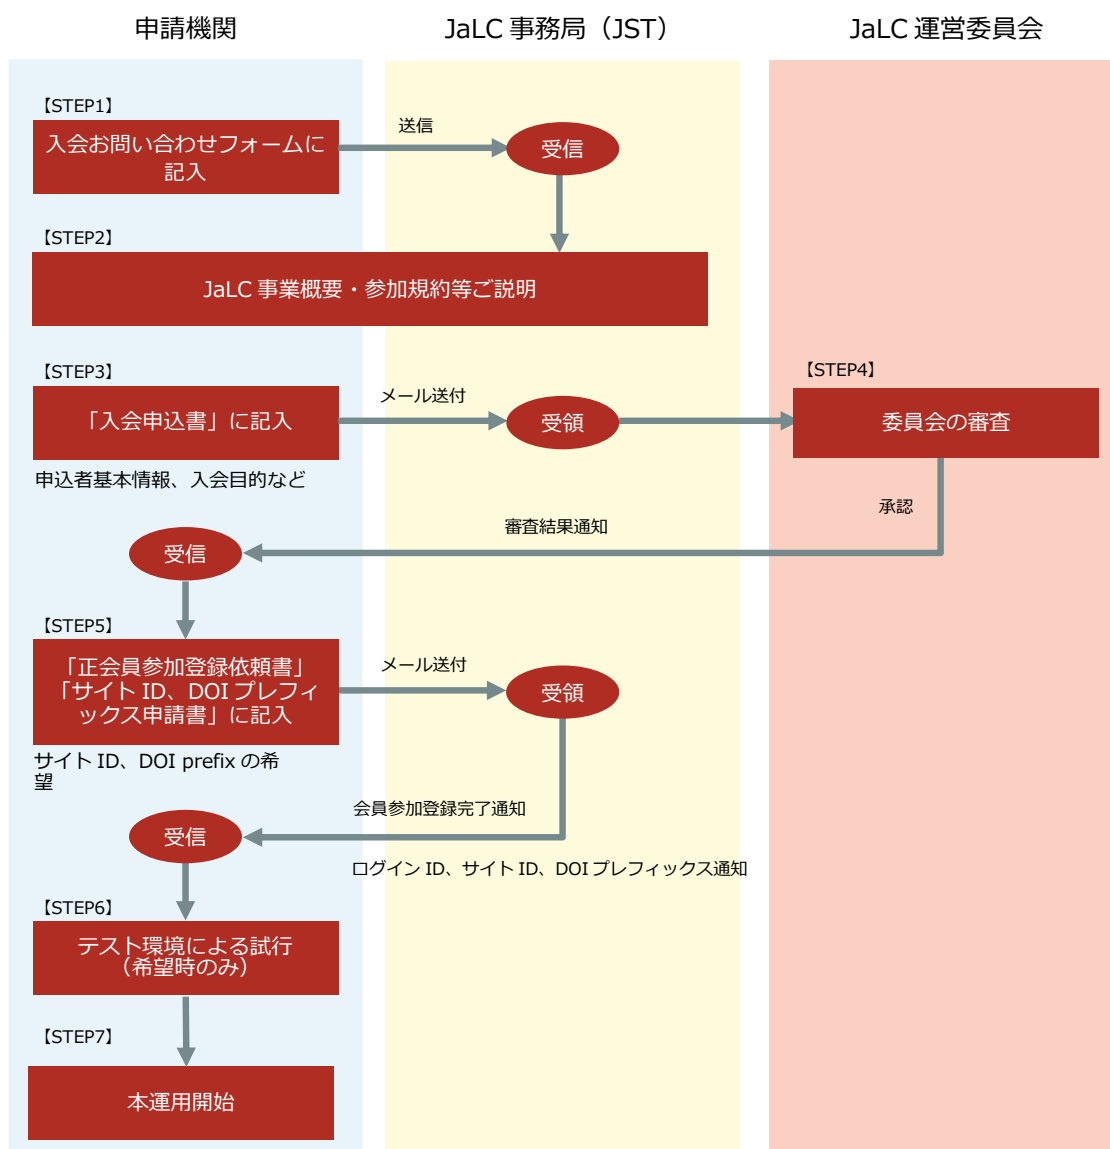 申請機関
JaLC 事務局（JST）
JaLC 運営委員会
【STEP1】
入会お問い合わせフォームに
記入
送信
受信
【STEP2】
JaLC 事業概要・参加規約等ご説明
【STEP3】
「入会申込書」に記入
メール送付
受領
【STEP4】
委員会の審査
申込者基本情報、入会目的など
承認
審査結果通知
受信
【STEP5】
「正会員参加登録依頼書」
「サイト ID、DOI プレフィ
ックス申請書」に記入
メール送付
受領
サイト ID、DOI prefix の希
望
会員参加登録完了通知
受信
ログイン ID、サイト ID、DOI プレフィックス通知
【STEP6】
テスト環境による試行
（希望時のみ）
【STEP7】
本運用開始